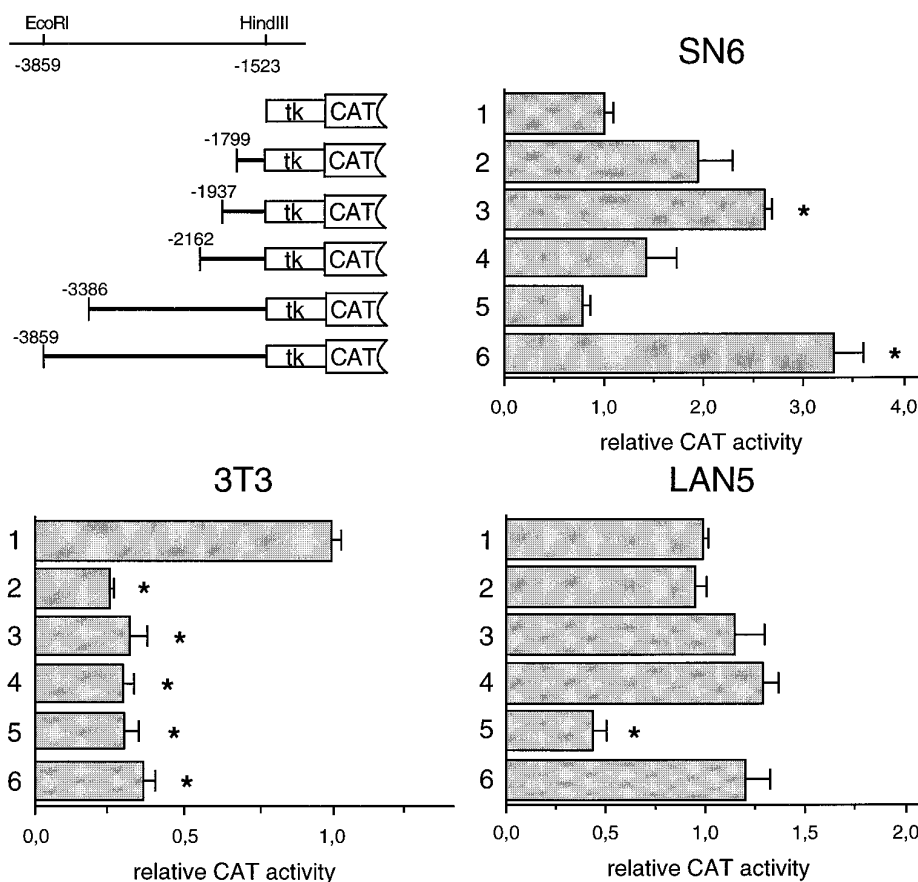 EcoRI HindIII
-3859 -1523
tk CAT
-1799
tk CAT
-1937
tk CAT
-2162
tk CAT
-3386
tk CAT
-3859
tk CAT
SN6
1
2
3 *
4
5
6 *
0,0 1,0 2,0 3,0 4,0
relative CAT activity
3T3
1
2 *
3 *
4 *
5 *
6 *
0,0 0,5 1,0
relative CAT activity
LAN5
1
2
3
4
5 *
6
0,0 0,5 1,0 1,5 2,0
relative CAT activity